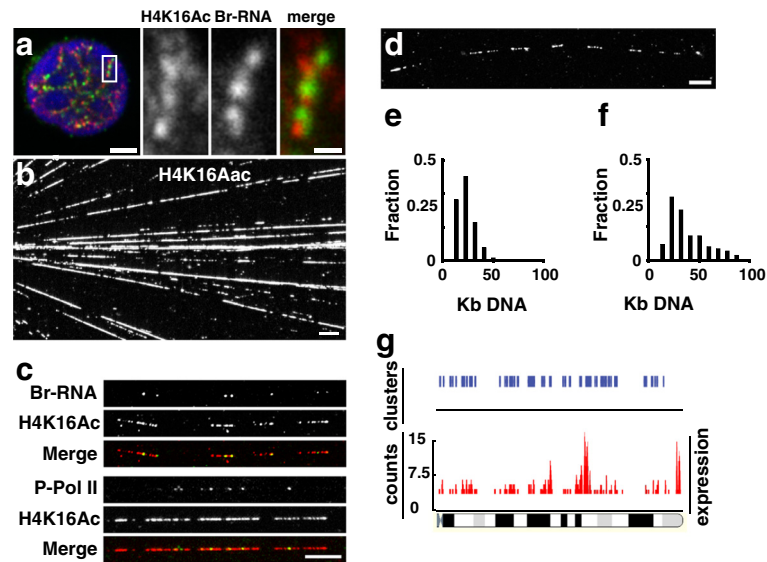 H4K16Ac Br-RNA merge
a
b
H4K16Aac
c
Br-RNA
H4K16Ac
Merge
P-Pol II
H4K16Ac
Merge
d
e
0.5
0.25
0
Fraction
0 50 100
Kb DNA
f
0.5
0.25
0
Fraction
0 50 100
Kb DNA
g
clusters
counts
15
7.5
0
expression